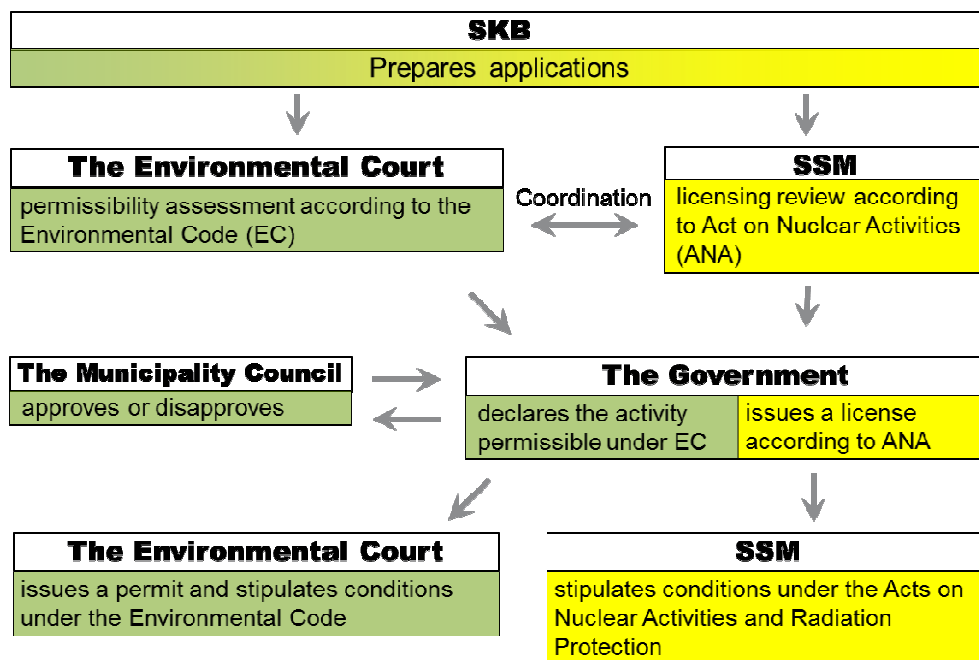 SKB
Prepares applications
The Environmental Court
permissibility assessment according to the
Environmental Code (EC)
Coordination
SSM
licensing review according
to Act on Nuclear Activities
(ANA)
The Municipality Council
approves or disapproves
The Government
declares the activity
permissible under EC
issues a license
according to ANA
The Environmental Court
issues a permit and stipulates conditions
under the Environmental Code
SSM
stipulates conditions under the Acts on
Nuclear Activities and Radiation
Protection